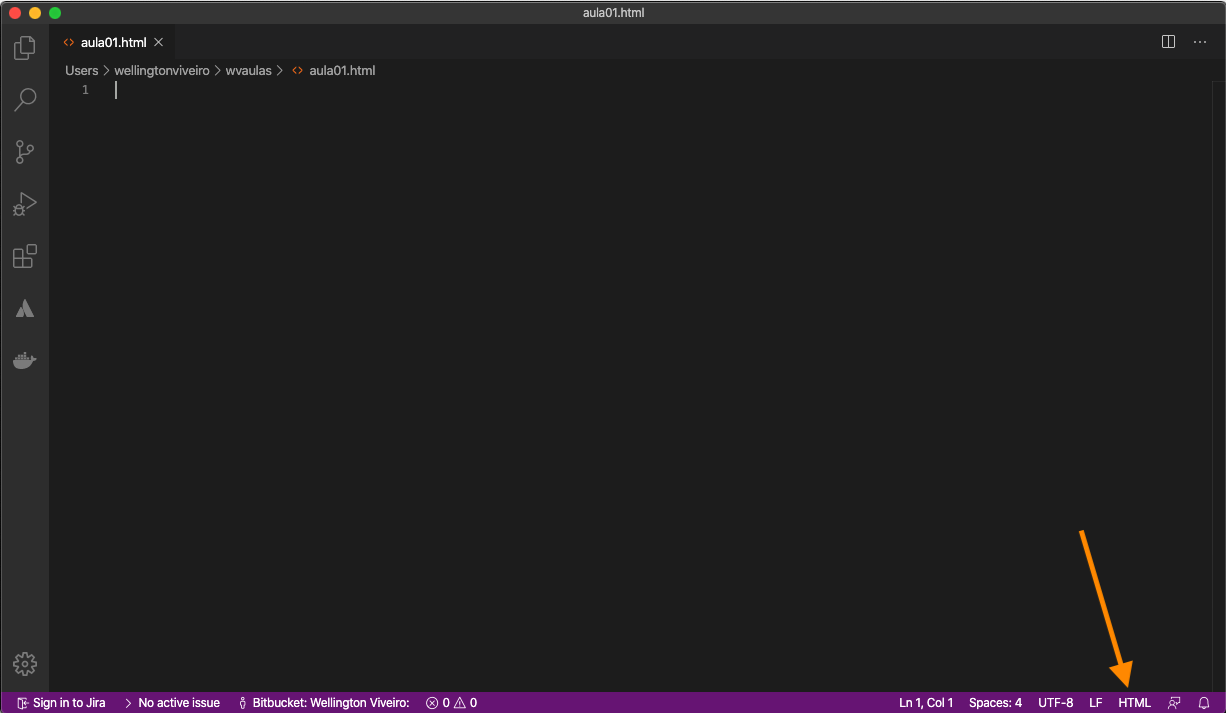 aula01.html
aula01.html
Users > wellingtonviveiro > wvaulas > aula01.html
1
Sign in to Jira No active issue Bitbucket: Wellington Viveiro: 0 0 Ln 1, Col 1 Spaces: 4 UTF-8 LF HTML